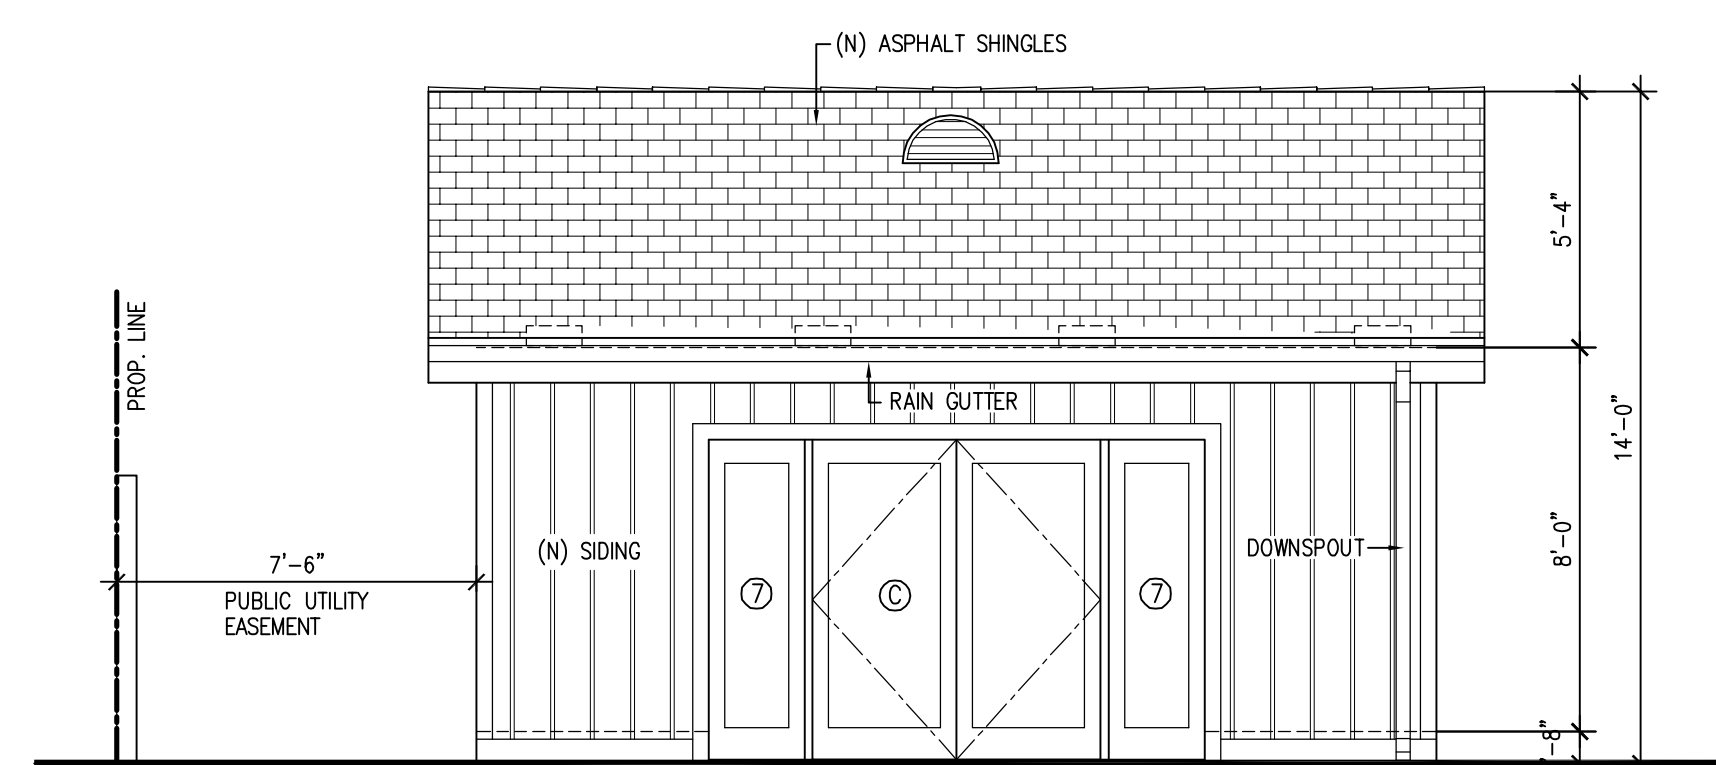 (N) ASPHALT SHINGLES
5'-4"
PROP. LINE
RAIN GUTTER
14'-0"
(N) SIDING
DOWNSPOUT
8'-0"
7'-6"
PUBLIC UTILITY
EASEMENT
7
C
7
'-8"